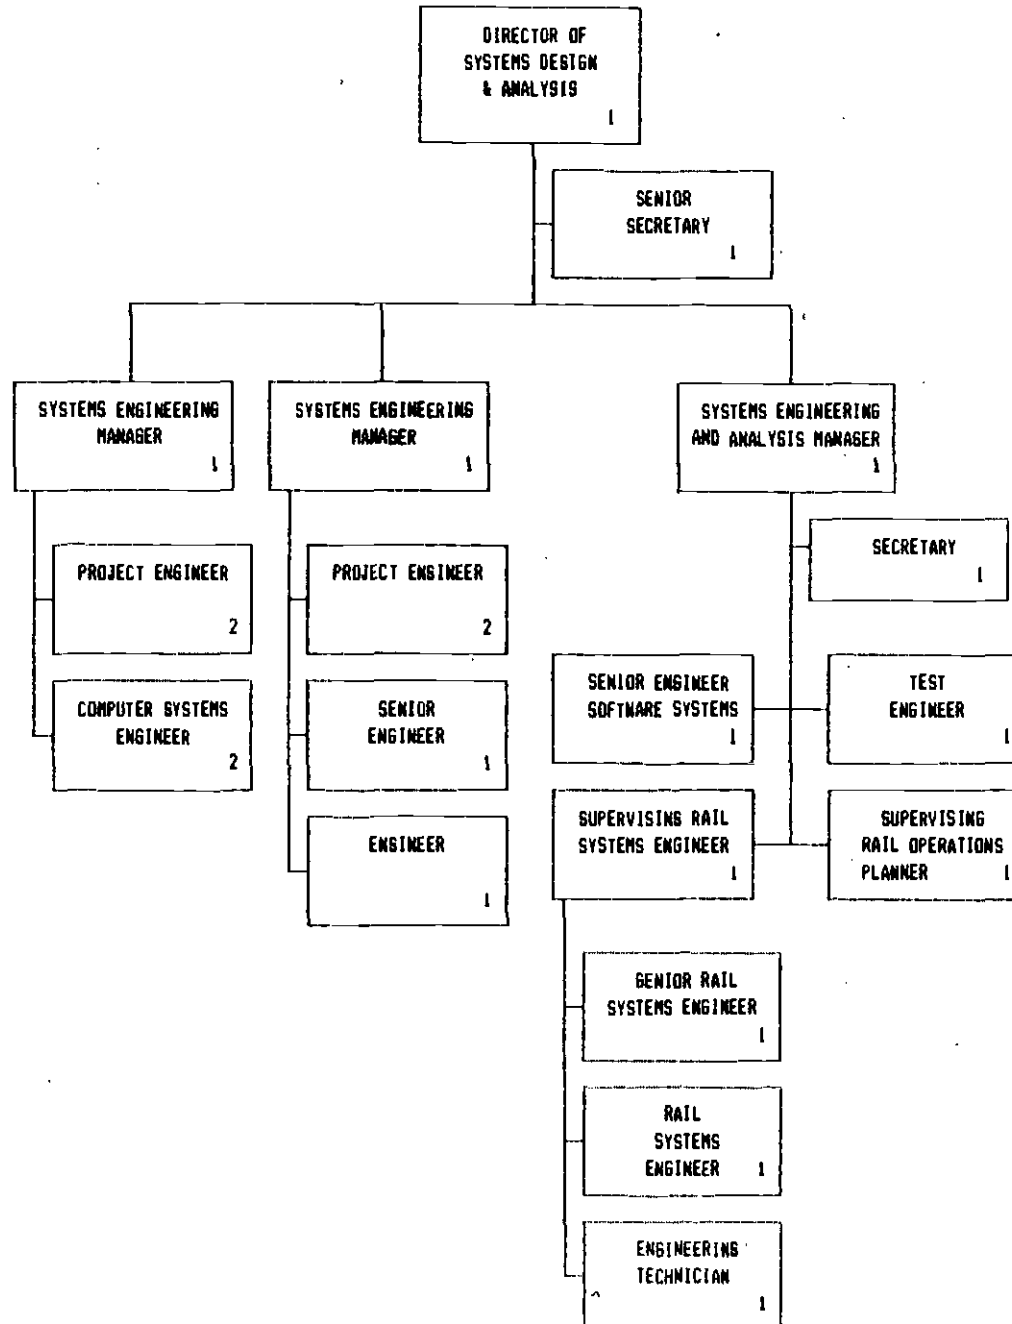 DIRECTOR OF
SYSTEMS DESIGN
& ANALYSIS
1
SENIOR
SECRETARY
1
SYSTEMS ENGINEERING
MANAGER
1
PROJECT ENGINEER
2
COMPUTER SYSTEMS
ENGINEER
2
SYSTEMS ENGINEERING
MANAGER
1
PROJECT ENGINEER
2
SENIOR
ENGINEER
1
ENGINEER
1
SYSTEMS ENGINEERING
AND ANALYSIS MANAGER
1
SECRETARY
1
SENIOR ENGINEER
SOFTWARE SYSTEMS
1
TEST
ENGINEER
1
SUPERVISING RAIL
SYSTEMS ENGINEER
1
SUPERVISING
RAIL OPERATIONS
PLANNER 1
SENIOR RAIL
SYSTEMS ENGINEER
1
RAIL
SYSTEMS
ENGINEER 1
ENGINEERING
TECHNICIAN
1